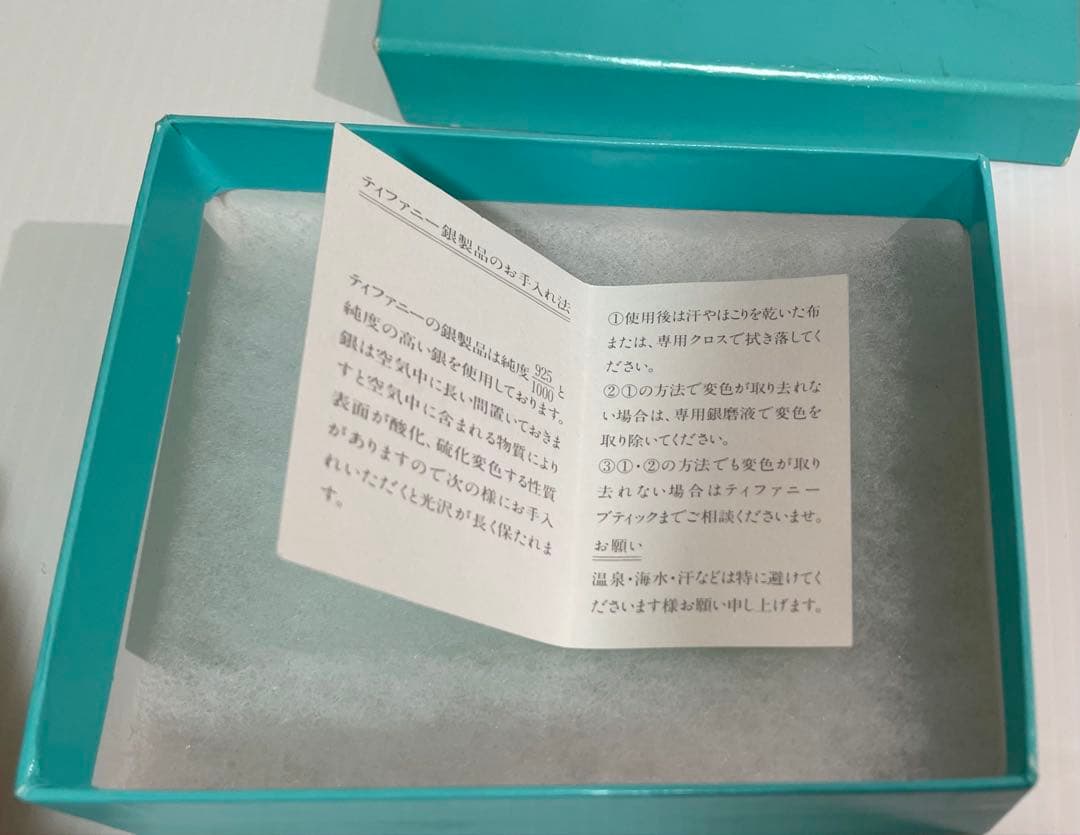 ティファニー銀製品のお手入れ法
ティファニーの銀製品は純度925/1000と
純度の高い銀を使用しております。
銀は空気中に長い間置いておきま
すと空気中に含まれる物質により
表面が酸化、硫化変色する性質
がありますので次の様にお手入
れいただくと光沢が長く保たれま
す。
①使用後は汗やほこりを乾いた布
または、専用クロスで拭き落してく
ださい。
②①の方法で変色が取り去れな
い場合は、専用銀磨液で変色を
取り除いてください。
③①・②の方法でも変色が取り
去れない場合はティファニー
ブティックまでご相談くださいませ。
お願い
温泉・海水・汗などは特に避けてく
ださいます様お願い申し上げます。